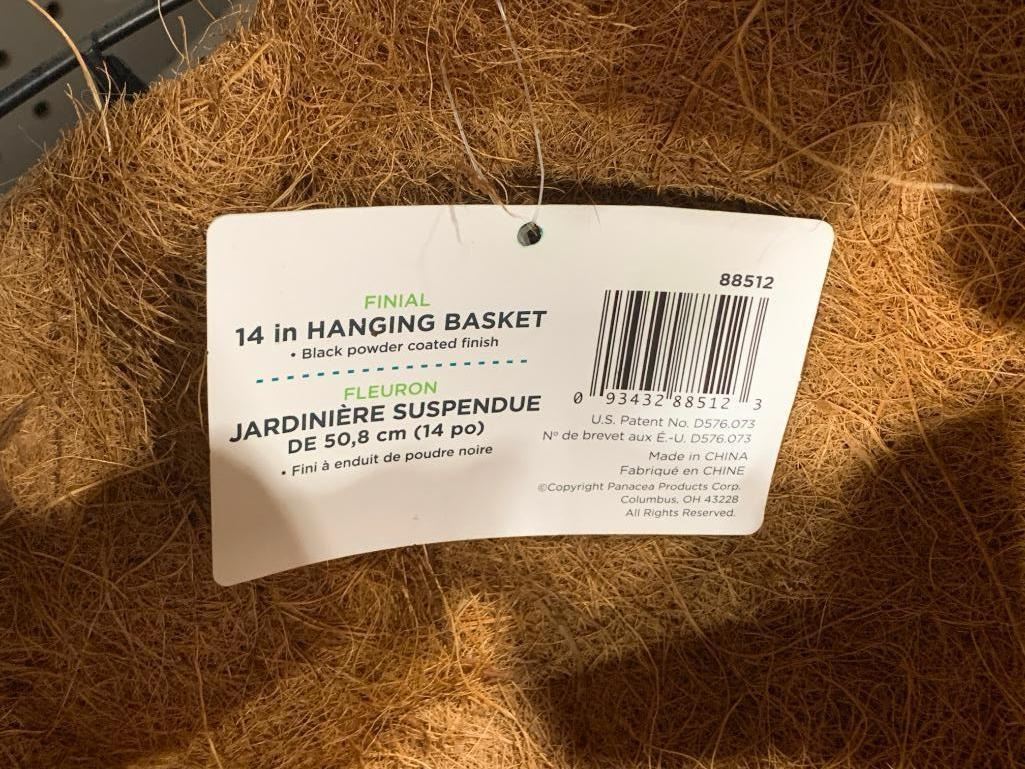 FINIAL
14 in HANGING BASKET
• Black powder coated finish
FLEURON
JARDINIÈRE SUSPENDUE
DE 50,8 cm (14 po)
• Fini à enduit de poudre noire
88512
0 93432 88512 3
U.S. Patent No. D576.073
Nº de brevet aux É.-U. D576.073
Made in CHINA
Fabriqué en CHINE
©Copyright Panacea Products Corp.
Columbus, OH 43228
All Rights Reserved.